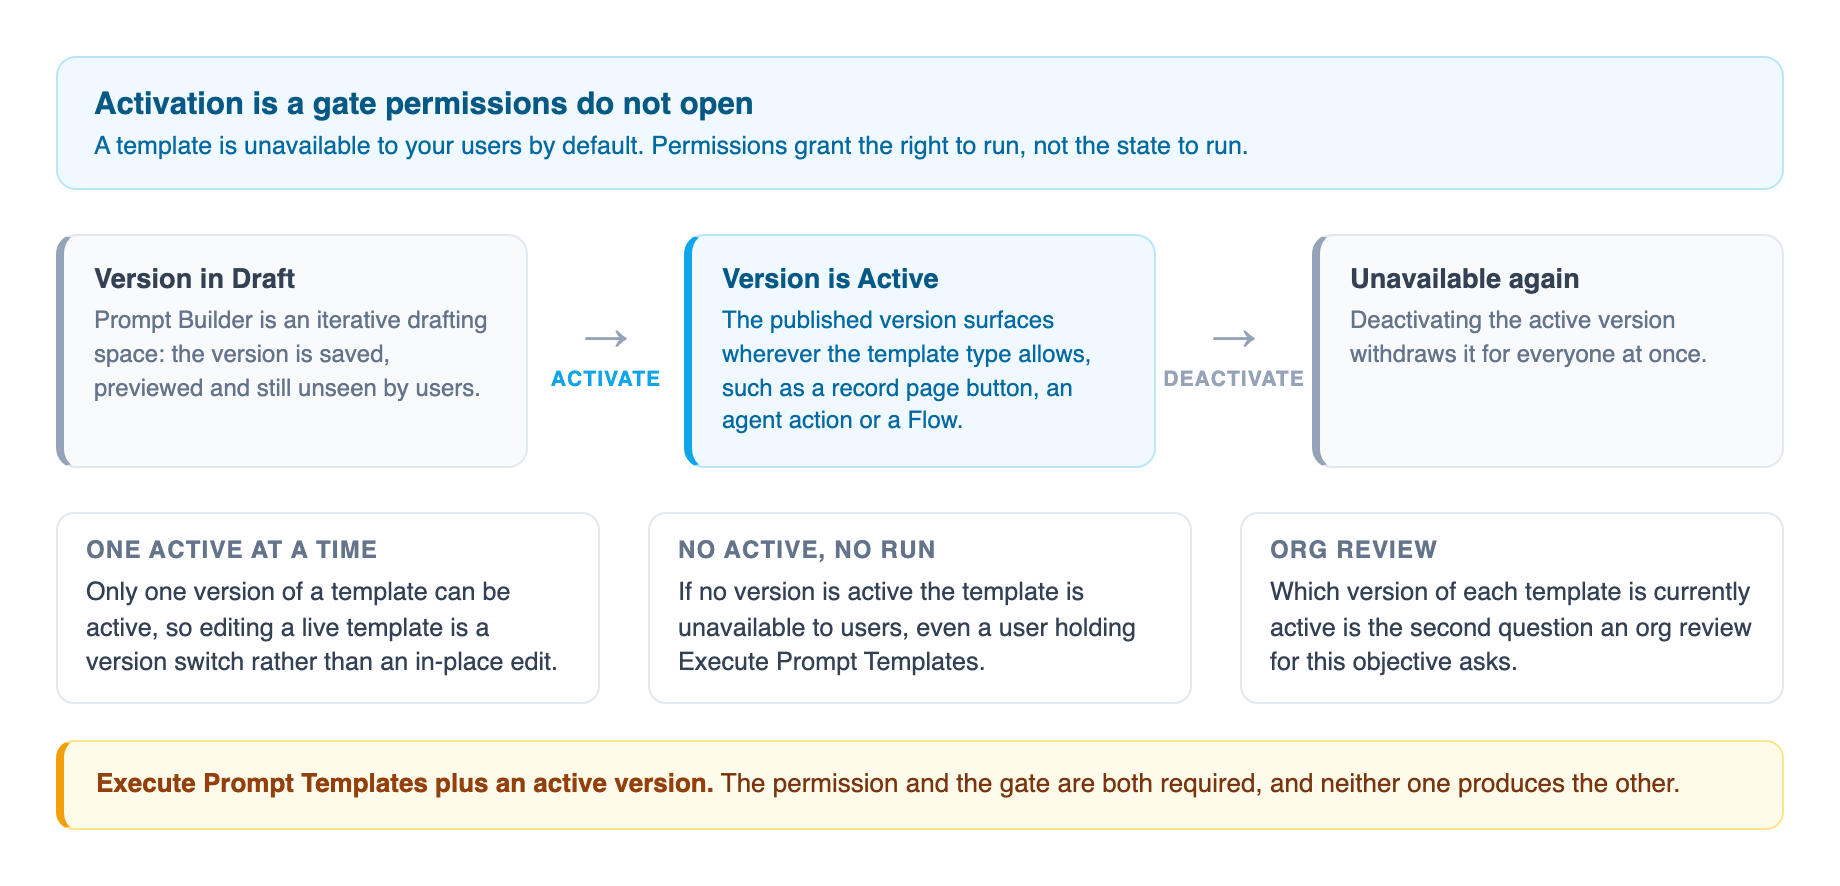 Activation is a gate permissions do not open
A template is unavailable to your users by default. Permissions grant the right to run, not the state to run.
Version in Draft
Prompt Builder is an iterative drafting
space: the version is saved,
previewed and still unseen by users.
→
ACTIVATE
Version is Active
The published version surfaces
wherever the template type allows,
such as a record page button, an
agent action or a Flow.
→
DEACTIVATE
Unavailable again
Deactivating the active version
withdraws it for everyone at once.
ONE ACTIVE AT A TIME
Only one version of a template can be
active, so editing a live template is a
version switch rather than an in-place edit.
NO ACTIVE, NO RUN
If no version is active the template is
unavailable to users, even a user holding
Execute Prompt Templates.
ORG REVIEW
Which version of each template is currently
active is the second question an org review
for this objective asks.
Execute Prompt Templates plus an active version. The permission and the gate are both required, and neither one produces the other.